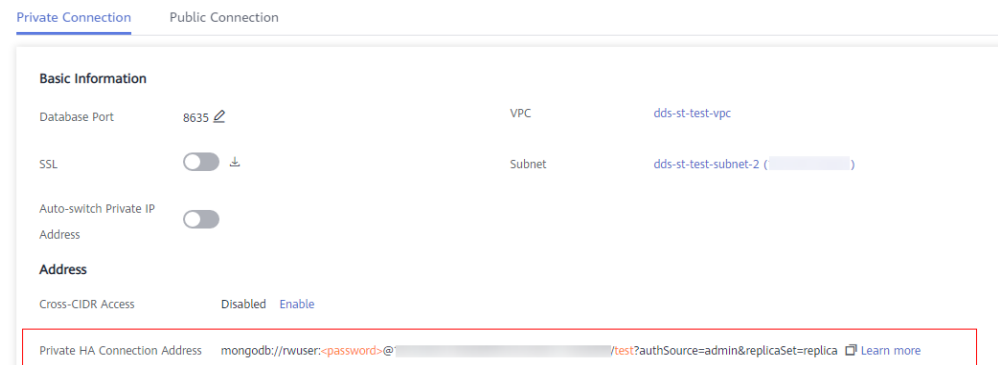 Private Connection Public Connection
Basic Information
Database Port 8635 VPC dds-st-test-vpc
SSL Subnet dds-st-test-subnet-2 ( )
Auto-switch Private IP
Address
Address
Cross-CIDR Access Disabled Enable
Private HA Connection Address mongodb://rwuser:<password>@ /test?authSource=admin&replicaSet=replica Learn more